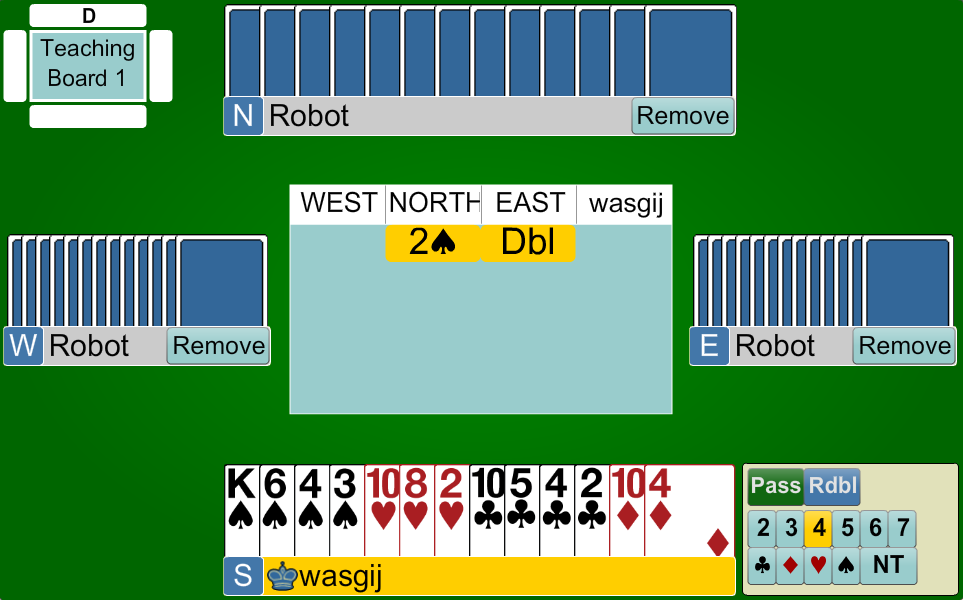 D
Teaching
Board 1
N Robot Remove
WEST NORTH EAST wasgij
2♠ Dbl
W Robot Remove
E Robot Remove
K 6 4 3 10 8 2 10 5 4 2 10 4
♠ ♠ ♠ ♠ ♥ ♥ ♥ ♣ ♣ ♣ ♣ ♦ ♦
♦
S wasgij
Pass Rdbl
2 3 4 5 6 7
♣ ♦ ♥ ♠ NT